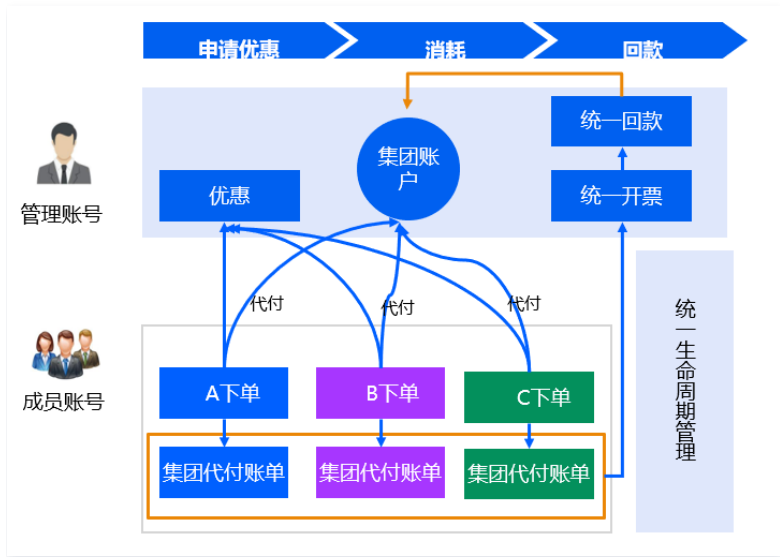 申请优惠
消耗
回款
管理账号
优惠
集团账
户
统一回款
统一开票
代付
代付
代付
成员账号
A下单
B下单
C下单
集团代付账单
集团代付账单
集团代付账单
统一生命周期管理